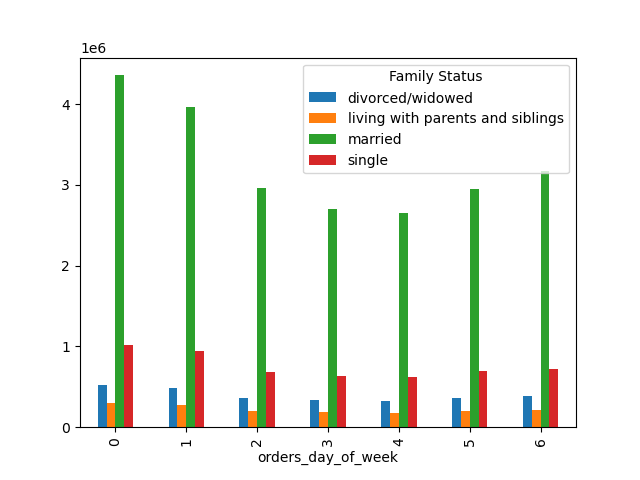 1e6
Family Status
divorced/widowed
living with parents and siblings
married
single
4
3
2
1
0
0 1 2 3 4 5 6
orders_day_of_week